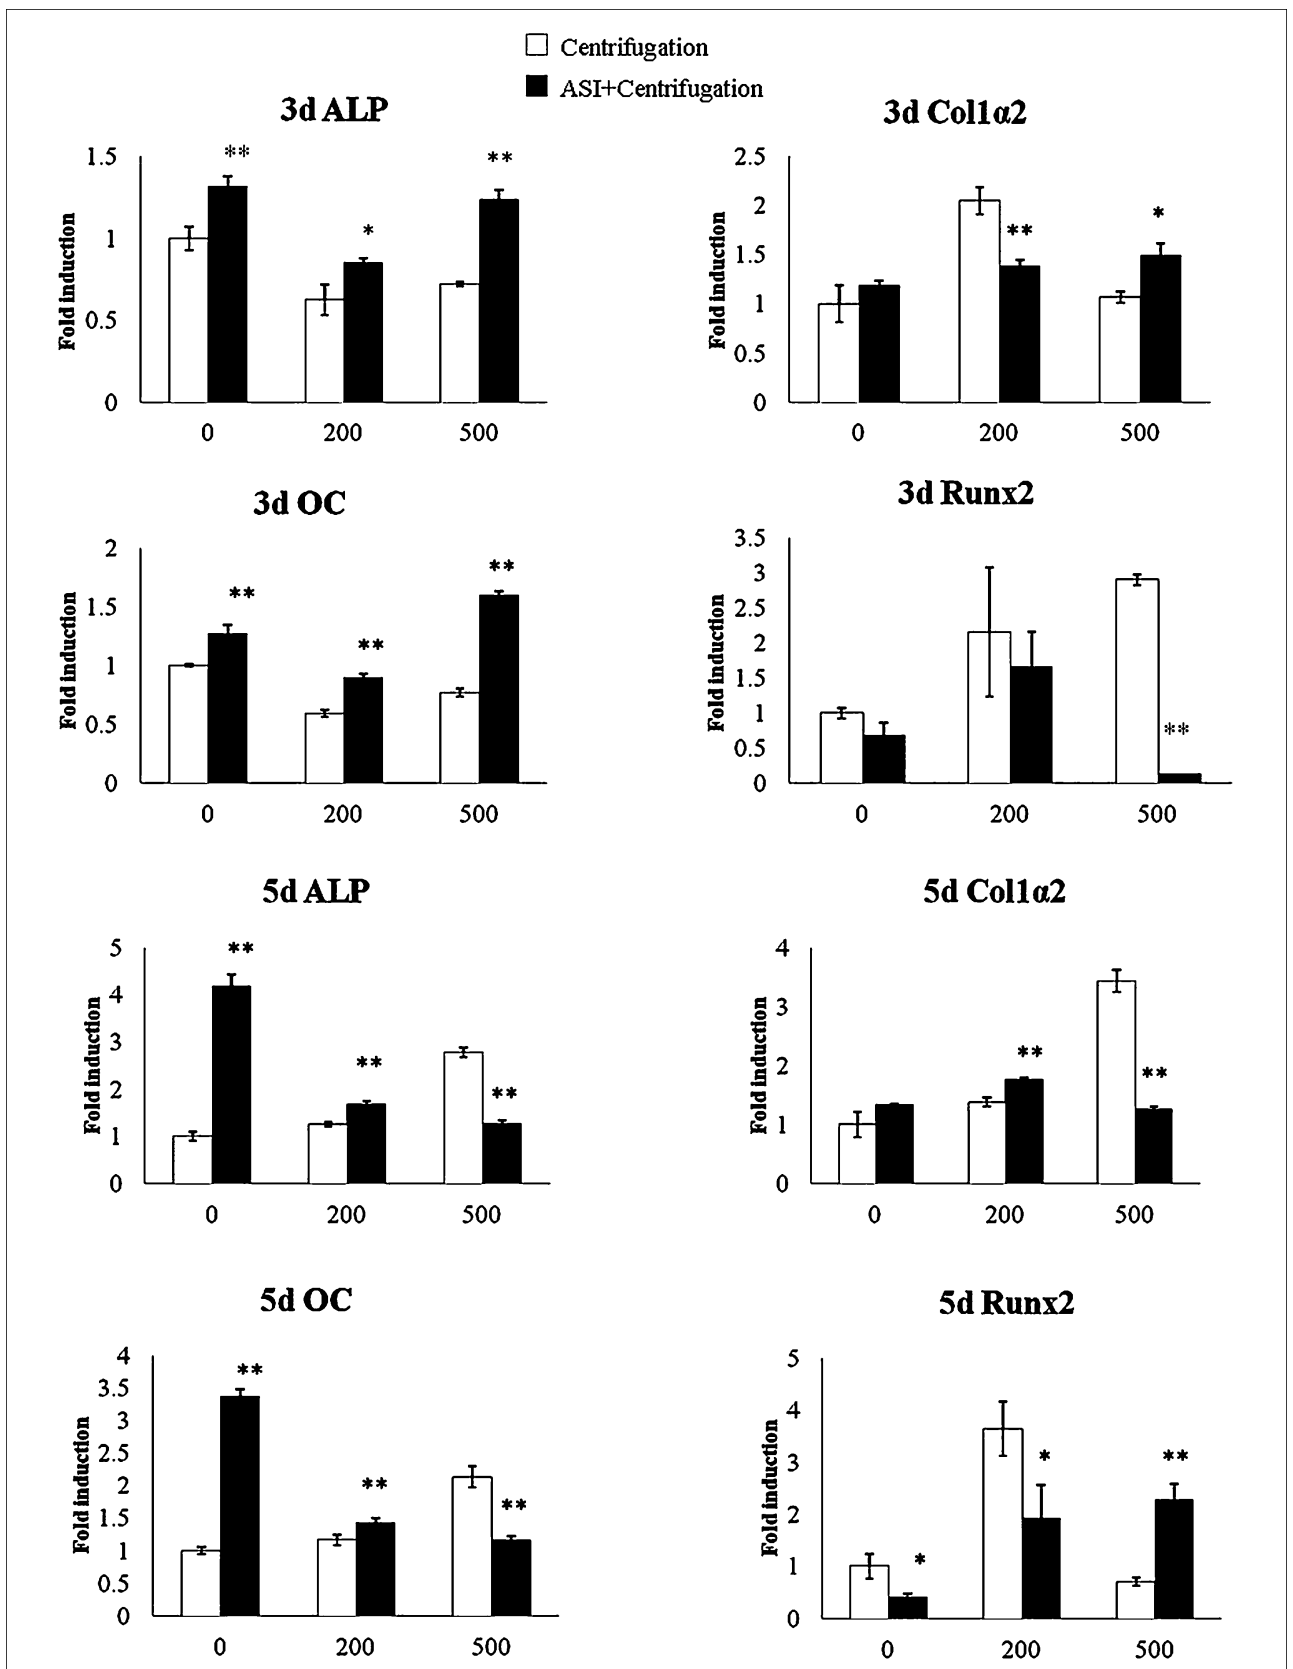 Centrifugation
ASI+Centrifugation
3d ALP
Fold induction
1.5
1
0.5
0
**
*
**
0 200 500
3d Col1α2
Fold induction
2.5
2
1.5
1
0.5
0
**
*
0 200 500
3d OC
Fold induction
2
1.5
1
0.5
0
**
**
**
0 200 500
3d Runx2
Fold induction
3.5
3
2.5
2
1.5
1
0.5
0
**
0 200 500
5d ALP
Fold induction
5
4
3
2
1
0
**
**
**
0 200 500
5d Col1α2
Fold induction
4
3
2
1
0
**
**
0 200 500
5d OC
Fold induction
4
3.5
3
2.5
2
1.5
1
0.5
0
**
**
**
0 200 500
5d Runx2
Fold induction
5
4
3
2
1
0
*
*
**
0 200 500